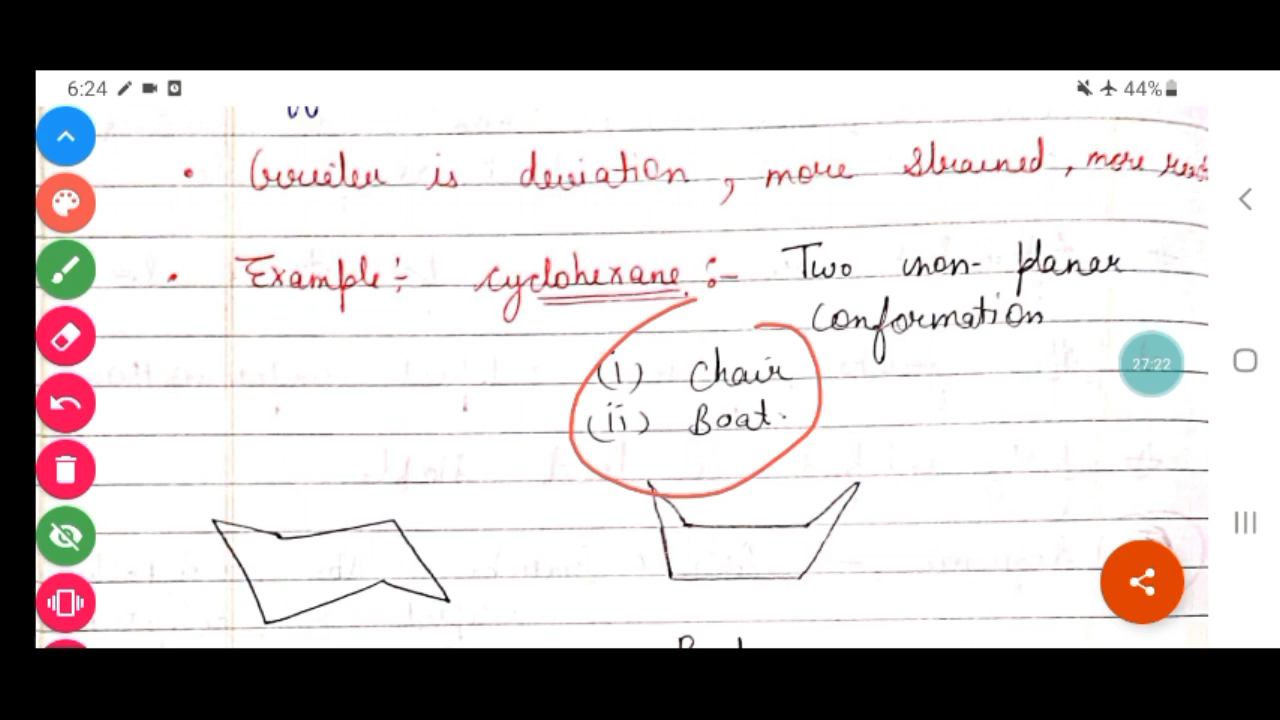 6:24
44%
• Greater is deviation, more strained, more
• Example:- cyclohexane :- Two non-planar
conformation
27:22
(i) Chair
(ii) Boat.